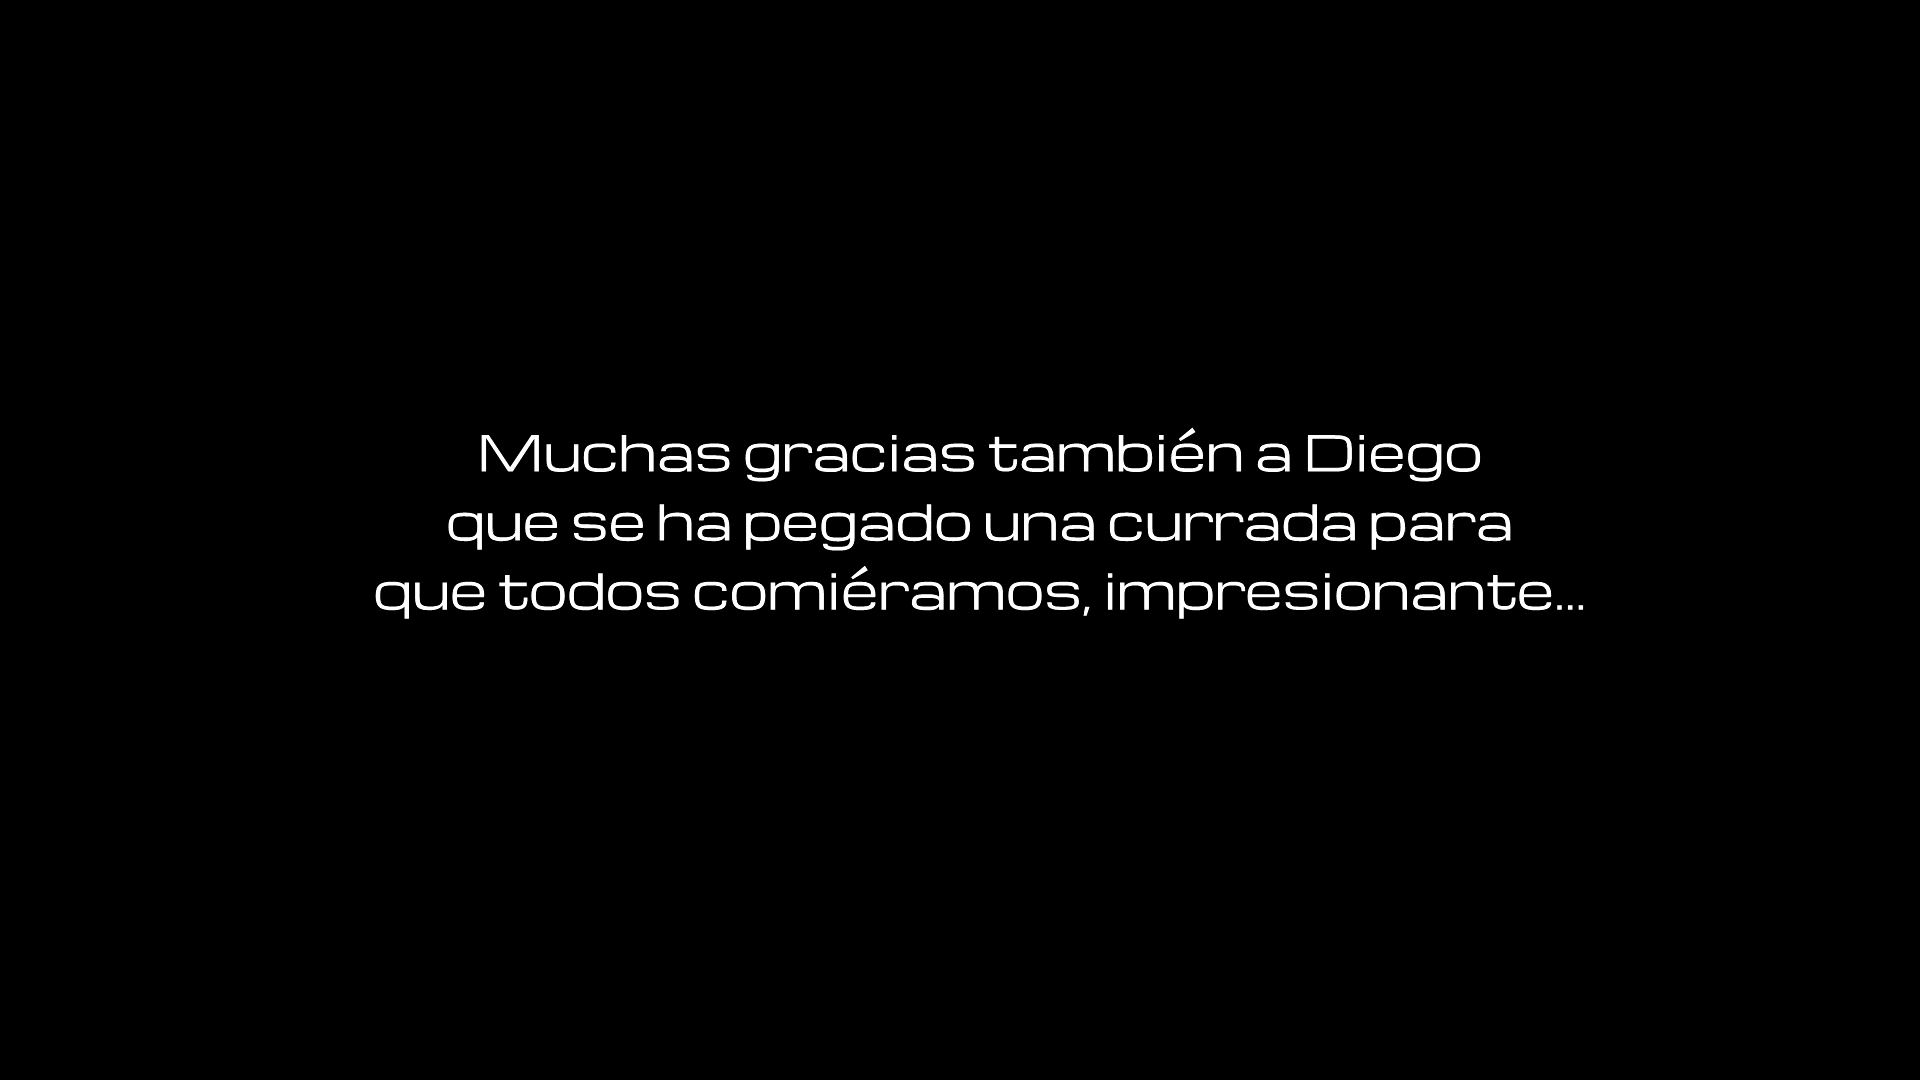 Muchas gracias también a Diego
que se ha pegado una currada para
que todos comiéramos, impresionante...